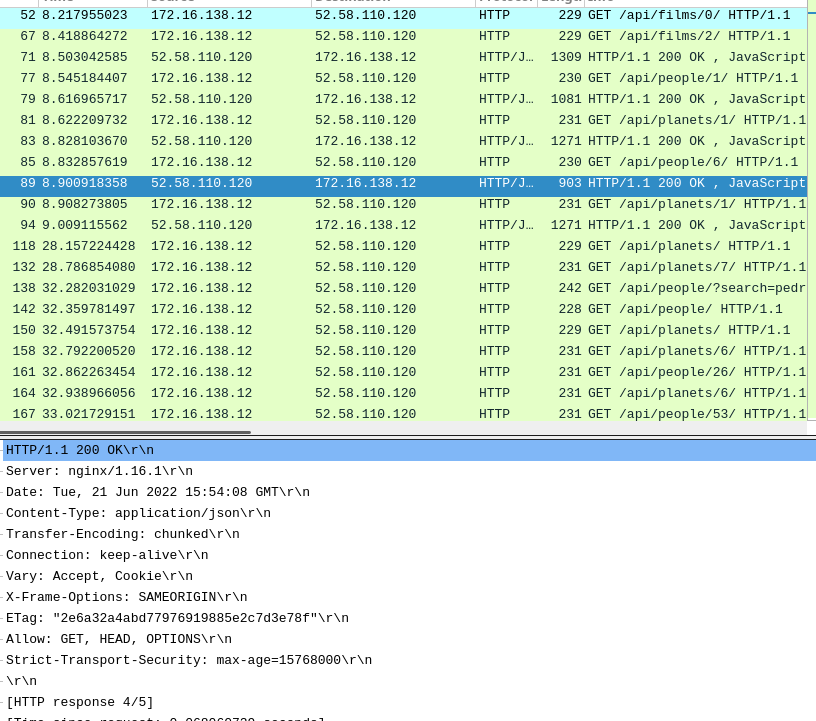 52 8.217955023 172.16.138.12 52.58.110.120 HTTP 229 GET /api/films/0/ HTTP/1.1
67 8.418864272 172.16.138.12 52.58.110.120 HTTP 229 GET /api/films/2/ HTTP/1.1
71 8.503042585 52.58.110.120 172.16.138.12 HTTP/J… 1309 HTTP/1.1 200 OK , JavaScript
77 8.545184407 172.16.138.12 52.58.110.120 HTTP 230 GET /api/people/1/ HTTP/1.1
79 8.616965717 52.58.110.120 172.16.138.12 HTTP/J… 1081 HTTP/1.1 200 OK , JavaScript
81 8.622209732 172.16.138.12 52.58.110.120 HTTP 231 GET /api/planets/1/ HTTP/1.1
83 8.828103670 52.58.110.120 172.16.138.12 HTTP/J… 1271 HTTP/1.1 200 OK , JavaScript
85 8.832857619 172.16.138.12 52.58.110.120 HTTP 230 GET /api/people/6/ HTTP/1.1
89 8.900918358 52.58.110.120 172.16.138.12 HTTP/J… 903 HTTP/1.1 200 OK , JavaScript
90 8.908273805 172.16.138.12 52.58.110.120 HTTP 231 GET /api/planets/1/ HTTP/1.1
94 9.009115562 52.58.110.120 172.16.138.12 HTTP/J… 1271 HTTP/1.1 200 OK , JavaScript
118 28.157224428 172.16.138.12 52.58.110.120 HTTP 229 GET /api/planets/ HTTP/1.1
132 28.786854080 172.16.138.12 52.58.110.120 HTTP 231 GET /api/planets/7/ HTTP/1.1
138 32.282031029 172.16.138.12 52.58.110.120 HTTP 242 GET /api/people/?search=pedr
142 32.359781497 172.16.138.12 52.58.110.120 HTTP 228 GET /api/people/ HTTP/1.1
150 32.491573754 172.16.138.12 52.58.110.120 HTTP 229 GET /api/planets/ HTTP/1.1
158 32.792200520 172.16.138.12 52.58.110.120 HTTP 231 GET /api/planets/6/ HTTP/1.1
161 32.862263454 172.16.138.12 52.58.110.120 HTTP 231 GET /api/people/26/ HTTP/1.1
164 32.938966056 172.16.138.12 52.58.110.120 HTTP 231 GET /api/planets/6/ HTTP/1.1
167 33.021729151 172.16.138.12 52.58.110.120 HTTP 231 GET /api/people/53/ HTTP/1.1
HTTP/1.1 200 OK\r\n
Server: nginx/1.16.1\r\n
Date: Tue, 21 Jun 2022 15:54:08 GMT\r\n
Content-Type: application/json\r\n
Transfer-Encoding: chunked\r\n
Connection: keep-alive\r\n
Vary: Accept, Cookie\r\n
X-Frame-Options: SAMEORIGIN\r\n
ETag: "2e6a32a4abd77976919885e2c7d3e78f"\r\n
Allow: GET, HEAD, OPTIONS\r\n
Strict-Transport-Security: max-age=15768000\r\n
\r\n
[HTTP response 4/5]